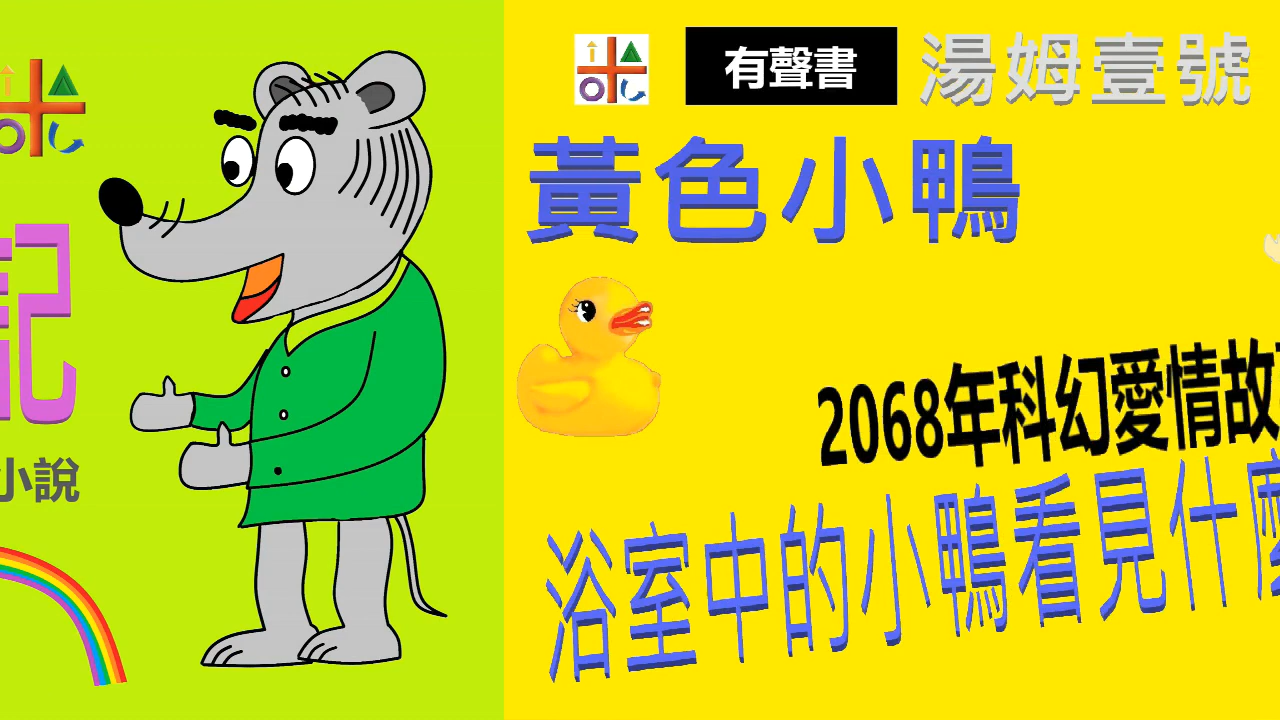 記
小說
有聲書
湯姆壹號
黃色小鴨
2068年科幻愛情故
浴室中的小鴨看見什麼